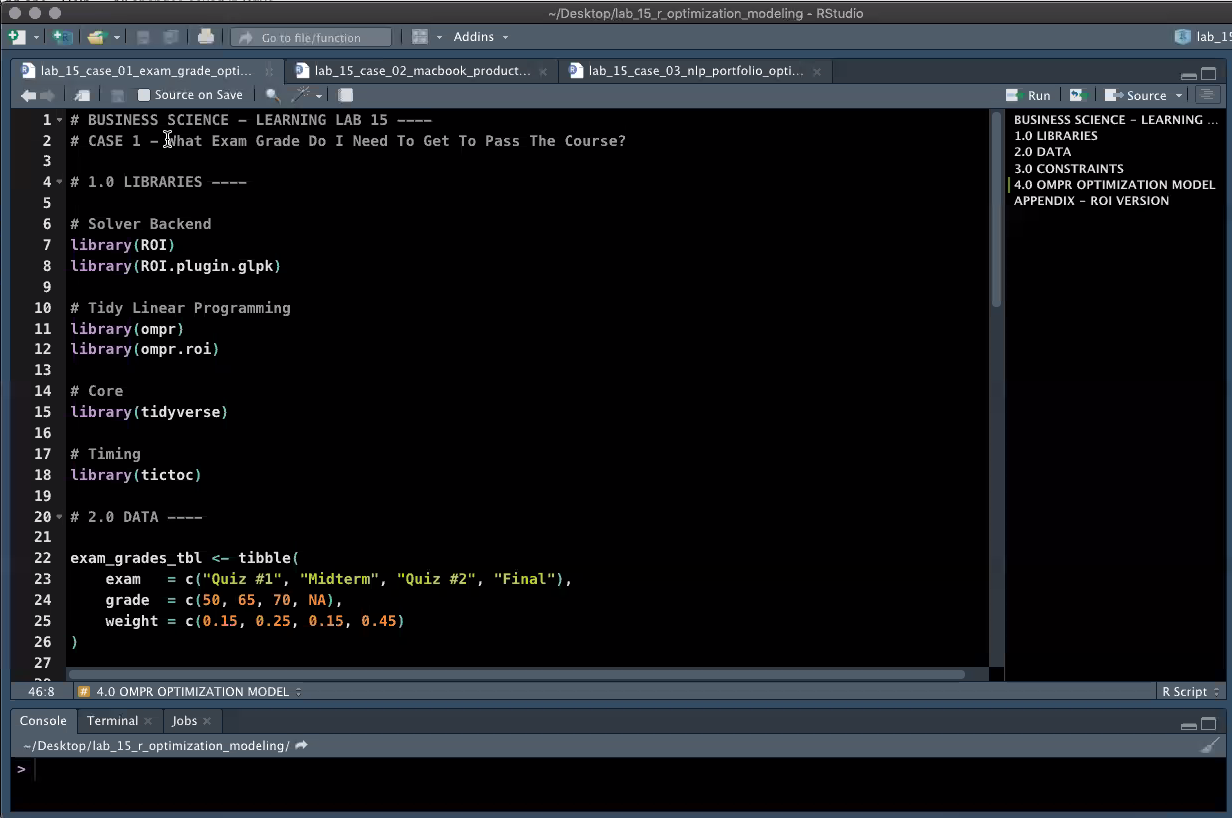 ~/Desktop/lab_15_r_optimization_modeling - RStudio
Go to file/function
Addins
lab_15
lab_15_case_01_exam_grade_opti...
lab_15_case_02_macbook_product...
lab_15_case_03_nlp_portfolio_opti...
Source on Save
Run
Source
1 # BUSINESS SCIENCE - LEARNING LAB 15 ----
2 # CASE 1 - What Exam Grade Do I Need To Get To Pass The Course?
3
4 # 1.0 LIBRARIES ----
5
6 # Solver Backend
7 library(ROI)
8 library(ROI.plugin.glpk)
9
10 # Tidy Linear Programming
11 library(ompr)
12 library(ompr.roi)
13
14 # Core
15 library(tidyverse)
16
17 # Timing
18 library(tictoc)
19
20 # 2.0 DATA ----
21
22 exam_grades_tbl <- tibble(
23     exam   = c("Quiz #1", "Midterm", "Quiz #2", "Final"),
24     grade  = c(50, 65, 70, NA),
25     weight = c(0.15, 0.25, 0.15, 0.45)
26 )
27
BUSINESS SCIENCE - LEARNING ...
1.0 LIBRARIES
2.0 DATA
3.0 CONSTRAINTS
4.0 OMPR OPTIMIZATION MODEL
APPENDIX - ROI VERSION
46:8
# 4.0 OMPR OPTIMIZATION MODEL
R Script
Console
Terminal
Jobs
~/Desktop/lab_15_r_optimization_modeling/
>